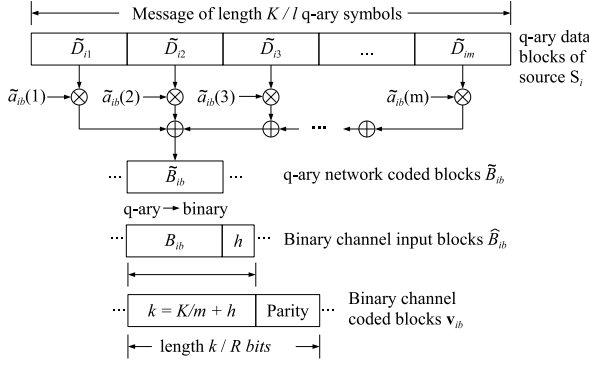 Message of length K / l q-ary symbols
D̃i1 D̃i2 D̃i3 ... D̃im
q-ary data blocks of source Si
ãib(1) ãib(2) ãib(3) ãib(m)
...
... B̃ib ... q-ary network coded blocks B̃ib
q-ary → binary
... Bib h ... Binary channel input blocks B̂ib
... k = K/m + h Parity ... Binary channel coded blocks vib
length k / R bits